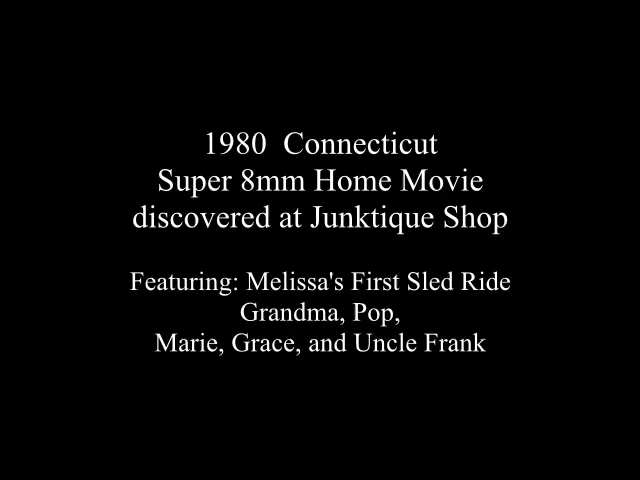 1980  Connecticut
Super 8mm Home Movie
discovered at Junktique Shop
Featuring: Melissa's First Sled Ride
Grandma, Pop,
Marie, Grace, and Uncle Frank